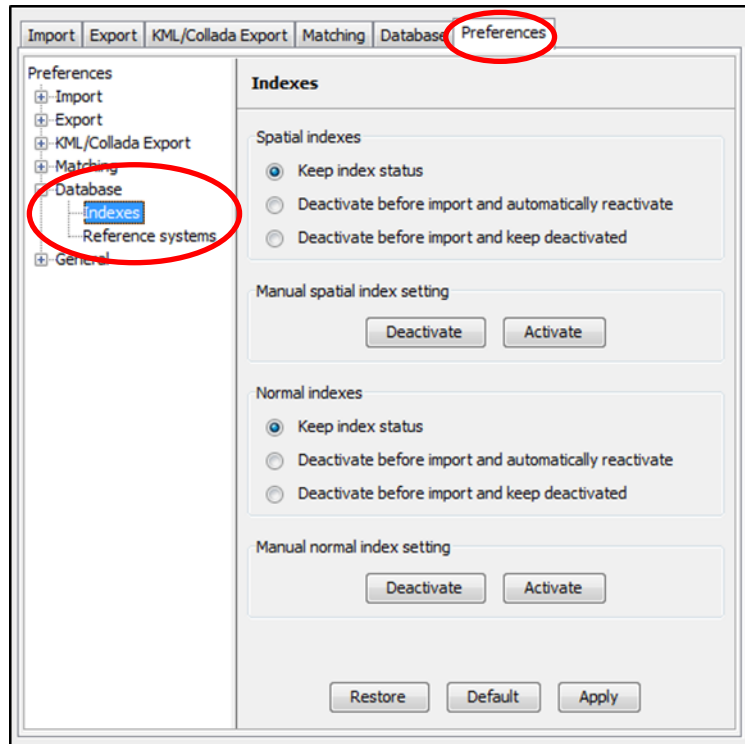 Import Export KML/Collada Export Matching Database Preferences
Preferences
Import
Export
KML/Collada Export
Matching
Database
Indexes
Reference systems
General
Indexes
Spatial indexes
Keep index status
Deactivate before import and automatically reactivate
Deactivate before import and keep deactivated
Manual spatial index setting
Deactivate Activate
Normal indexes
Keep index status
Deactivate before import and automatically reactivate
Deactivate before import and keep deactivated
Manual normal index setting
Deactivate Activate
Restore Default Apply